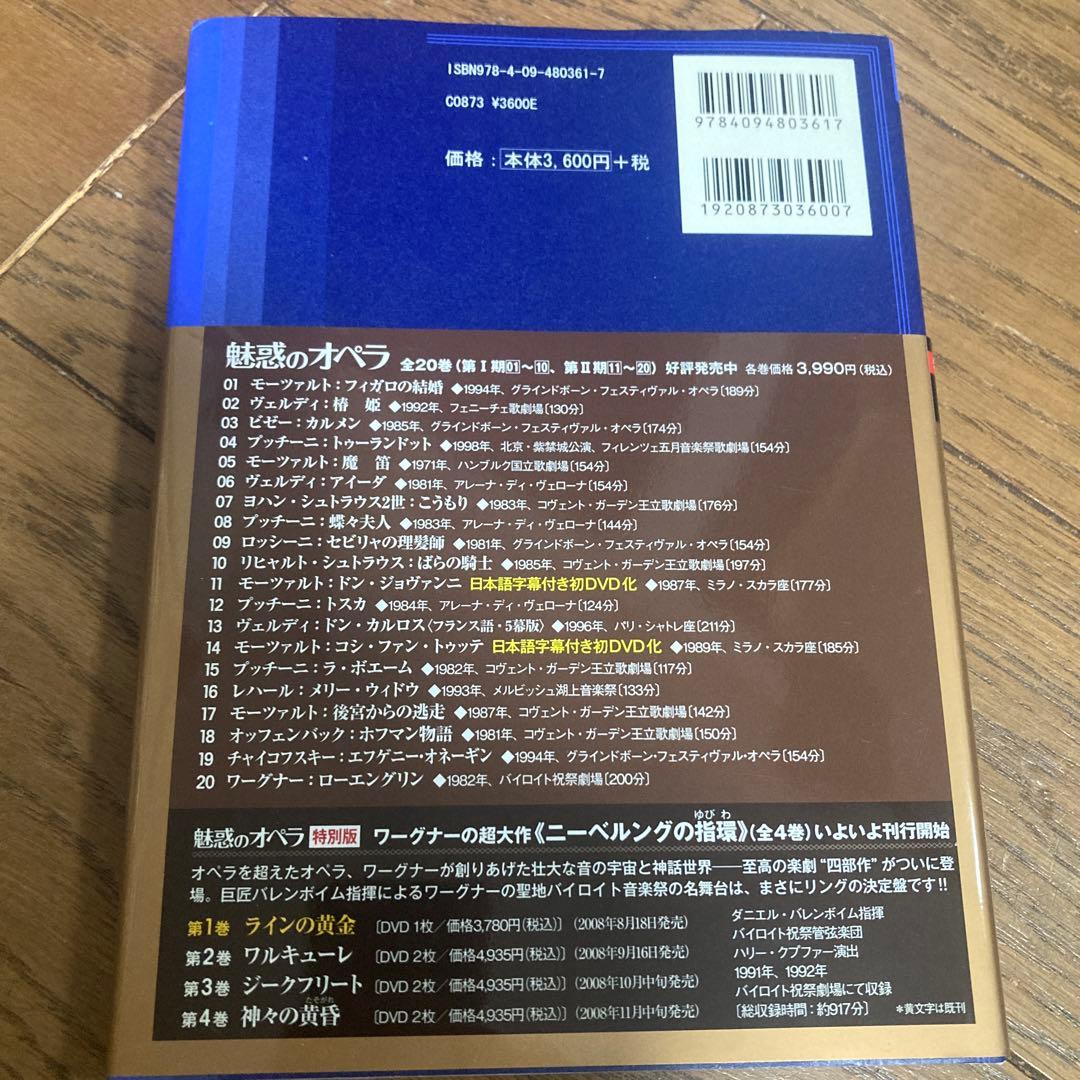 ISBN978-4-09-480361-7
C0873 ¥3600E
価格：本体3,600円+税
9784094803617
1920873036007
魅惑のオペラ 全20巻（第Ⅰ期01〜10、第Ⅱ期11〜20）好評発売中 各巻価格 3,990円（税込）
01 モーツァルト：フィガロの結婚 ◆1994年、グラインドボーン・フェスティヴァル・オペラ〔189分〕
02 ヴェルディ：椿 姫 ◆1992年、フェニーチェ歌劇場〔130分〕
03 ビゼー：カルメン ◆1985年、グラインドボーン・フェスティヴァル・オペラ〔174分〕
04 プッチーニ：トゥーランドット ◆1998年、北京・紫禁城公演、フィレンツェ五月音楽祭歌劇場〔154分〕
05 モーツァルト：魔 笛 ◆1971年、ハンブルク国立歌劇場〔154分〕
06 ヴェルディ：アイーダ ◆1981年、アレーナ・ディ・ヴェローナ〔154分〕
07 ヨハン・シュトラウス2世：こうもり ◆1983年、コヴェント・ガーデン王立歌劇場〔176分〕
08 プッチーニ：蝶々夫人 ◆1983年、アレーナ・ディ・ヴェローナ〔144分〕
09 ロッシーニ：セビリャの理髪師 ◆1981年、グラインドボーン・フェスティヴァル・オペラ〔154分〕
10 リヒャルト・シュトラウス：ばらの騎士 ◆1985年、コヴェント・ガーデン王立歌劇場〔197分〕
11 モーツァルト：ドン・ジョヴァンニ 日本語字幕付き初DVD化 ◆1987年、ミラノ・スカラ座〔177分〕
12 プッチーニ：トスカ ◆1984年、アレーナ・ディ・ヴェローナ〔124分〕
13 ヴェルディ：ドン・カルロス〈フランス語・5幕版〉 ◆1996年、パリ・シャトレ座〔211分〕
14 モーツァルト：コシ・ファン・トゥッテ 日本語字幕付き初DVD化 ◆1989年、ミラノ・スカラ座〔185分〕
15 プッチーニ：ラ・ボエーム ◆1982年、コヴェント・ガーデン王立歌劇場〔117分〕
16 レハール：メリー・ウィドウ ◆1993年、メルビッシュ湖上音楽祭〔133分〕
17 モーツァルト：後宮からの逃走 ◆1987年、コヴェント・ガーデン王立歌劇場〔142分〕
18 オッフェンバック：ホフマン物語 ◆1981年、コヴェント・ガーデン王立歌劇場〔150分〕
19 チャイコフスキー：エフゲニー・オネーギン ◆1994年、グラインドボーン・フェスティヴァル・オペラ〔154分〕
20 ワーグナー：ローエングリン ◆1982年、バイロイト祝祭劇場〔200分〕
ゆびわ
魅惑のオペラ 特別版 ワーグナーの超大作《ニーベルングの指環》（全4巻）いよいよ刊行開始
オペラを超えたオペラ、ワーグナーが創りあげた壮大な音の宇宙と神話世界——至高の楽劇“四部作”がついに登
場。巨匠バレンボイム指揮によるワーグナーの聖地バイロイト音楽祭の名舞台は、まさにリングの決定盤です!!
第1巻 ラインの黄金 〔DVD 1枚／価格3,780円（税込）〕（2008年8月18日発売）
第2巻 ワルキューレ 〔DVD 2枚／価格4,935円（税込）〕（2008年9月16日発売）
第3巻 ジークフリート 〔DVD 2枚／価格4,935円（税込）〕（2008年10月中旬発売）
たそがれ
第4巻 神々の黄昏 〔DVD 2枚／価格4,935円（税込）〕（2008年11月中旬発売）
ダニエル・バレンボイム指揮
バイロイト祝祭管弦楽団
ハリー・クプファー演出
1991年、1992年
バイロイト祝祭劇場にて収録
〔総収録時間：約917分〕 *黄文字は既刊